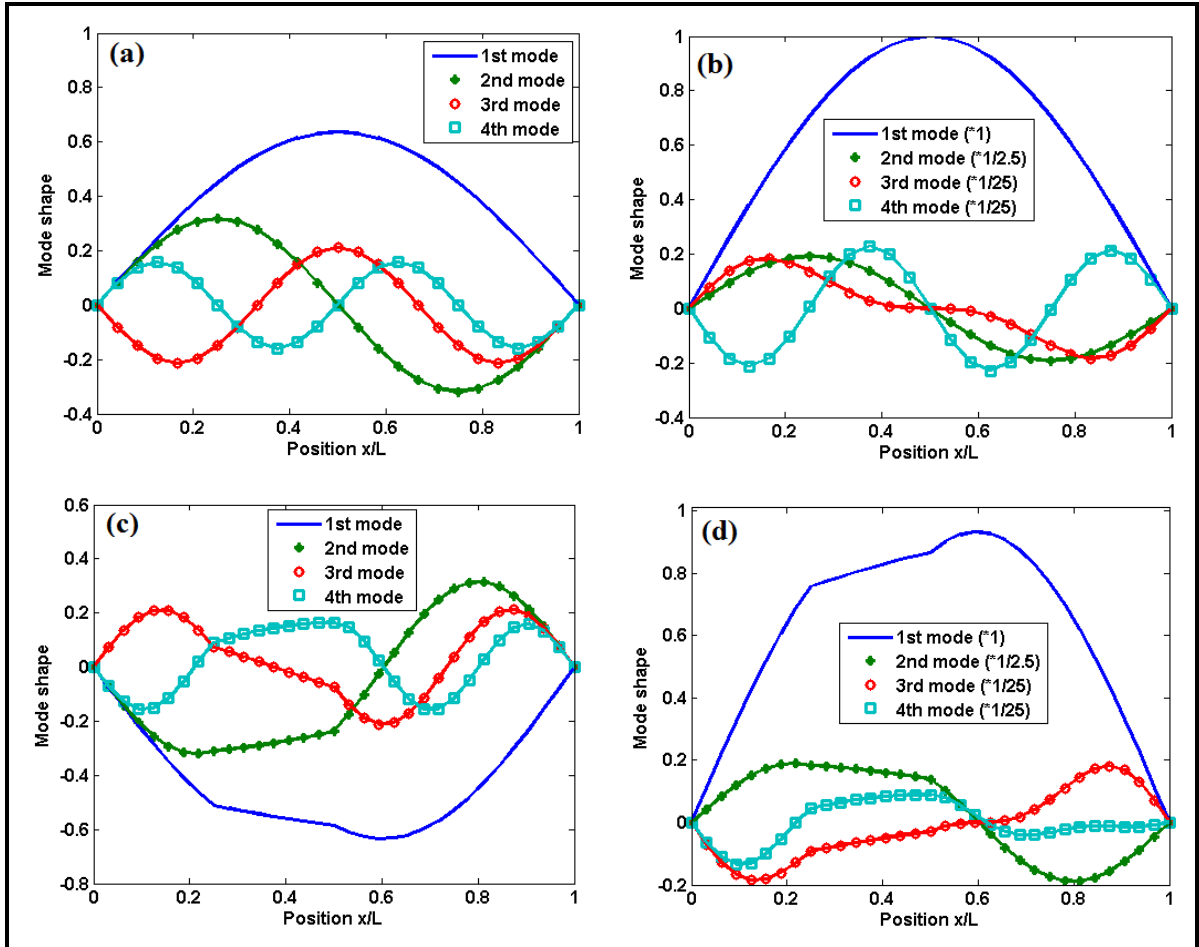 (a)
1st mode
2nd mode
3rd mode
4th mode
1
0.8
0.6
0.4
0.2
0
-0.2
-0.4
Mode shape
0 0.2 0.4 0.6 0.8 1
Position x/L
(b)
1st mode (*1)
2nd mode (*1/2.5)
3rd mode (*1/25)
4th mode (*1/25)
1
0.8
0.6
0.4
0.2
0
-0.2
-0.4
Mode shape
0 0.2 0.4 0.6 0.8 1
Position x/L
(c)
1st mode
2nd mode
3rd mode
4th mode
0.6
0.4
0.2
0
-0.2
-0.4
-0.6
-0.8
Mode shape
0 0.2 0.4 0.6 0.8 1
Position x/L
(d)
1st mode (*1)
2nd mode (*1/2.5)
3rd mode (*1/25)
4th mode (*1/25)
1
0.8
0.6
0.4
0.2
0
-0.2
Mode shape
0 0.2 0.4 0.6 0.8 1
Position x/L